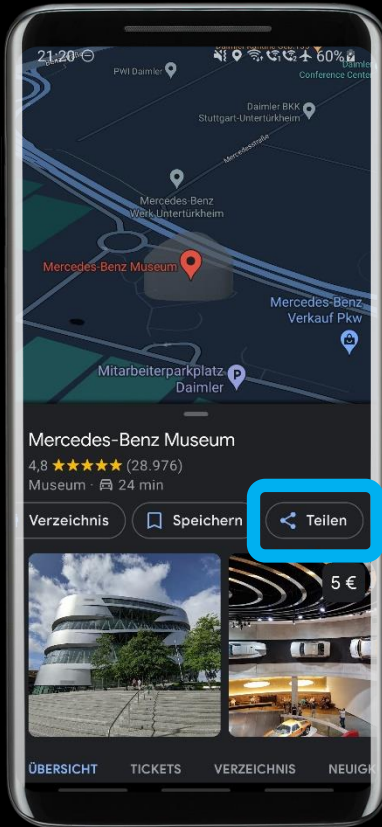 21:20
60%
PWI Daimler
Daimler
Conference Center
Daimler BKK
Stuttgart-Untertürkheim
Mercedesstraße
Mercedes-Benz
Werk Untertürkheim
Mercedes-Benz Museum
Mercedes-Benz
Verkauf Pkw
Mitarbeiterparkplatz
Daimler
P
Mercedes-Benz Museum
4,8 ★★★★★ (28.976)
Museum · 24 min
Verzeichnis
Speichern
Teilen
5 €
ÜBERSICHT
TICKETS
VERZEICHNIS
NEUIGK